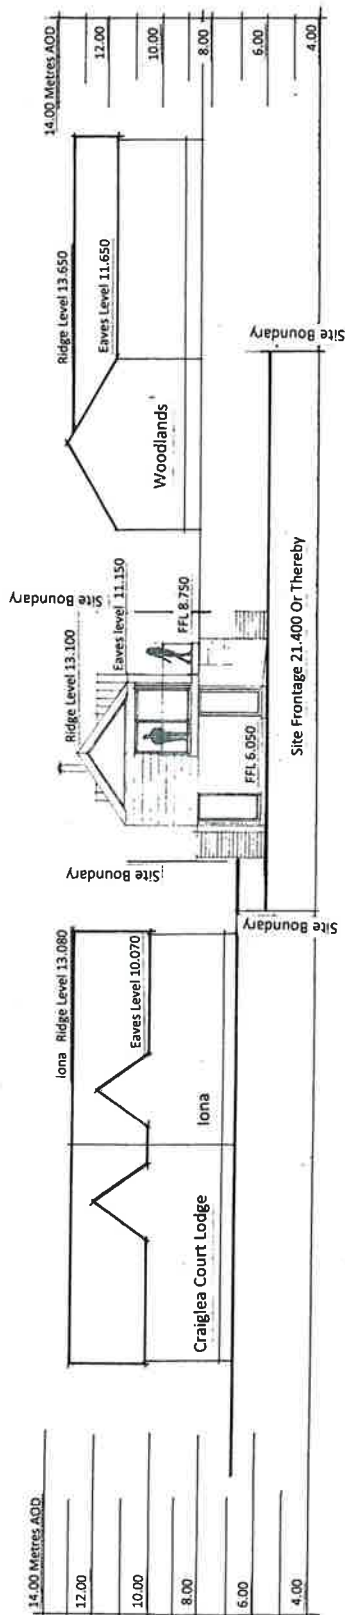 14.00 Metres AOD
12.00
10.00
8.00
6.00
4.00
Craiglea Court Lodge
Iona
Iona Ridge Level 13.080
Eaves Level 10.070
Site Boundary
Site Boundary
Ridge Level 13.100
Eaves level 11.150
FFL 8.750
FFL 6.050
Site Boundary
Site Frontage 21.400 Or Thereby
Woodlands
Ridge Level 13.650
Eaves Level 11.650
Site Boundary
14.00 Metres AOD
12.00
10.00
8.00
6.00
4.00